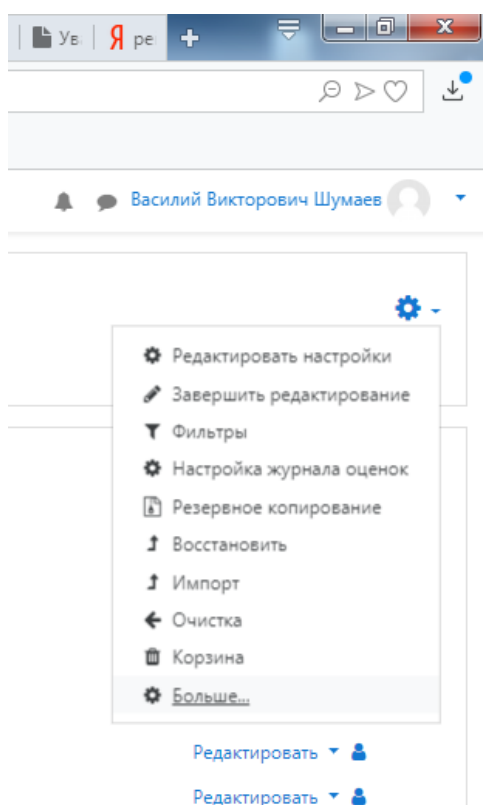 Ув Я ре
Василий Викторович Шумаев
Редактировать настройки
Завершить редактирование
Фильтры
Настройка журнала оценок
Резервное копирование
Восстановить
Импорт
Очистка
Корзина
Больше...
Редактировать
Редактировать